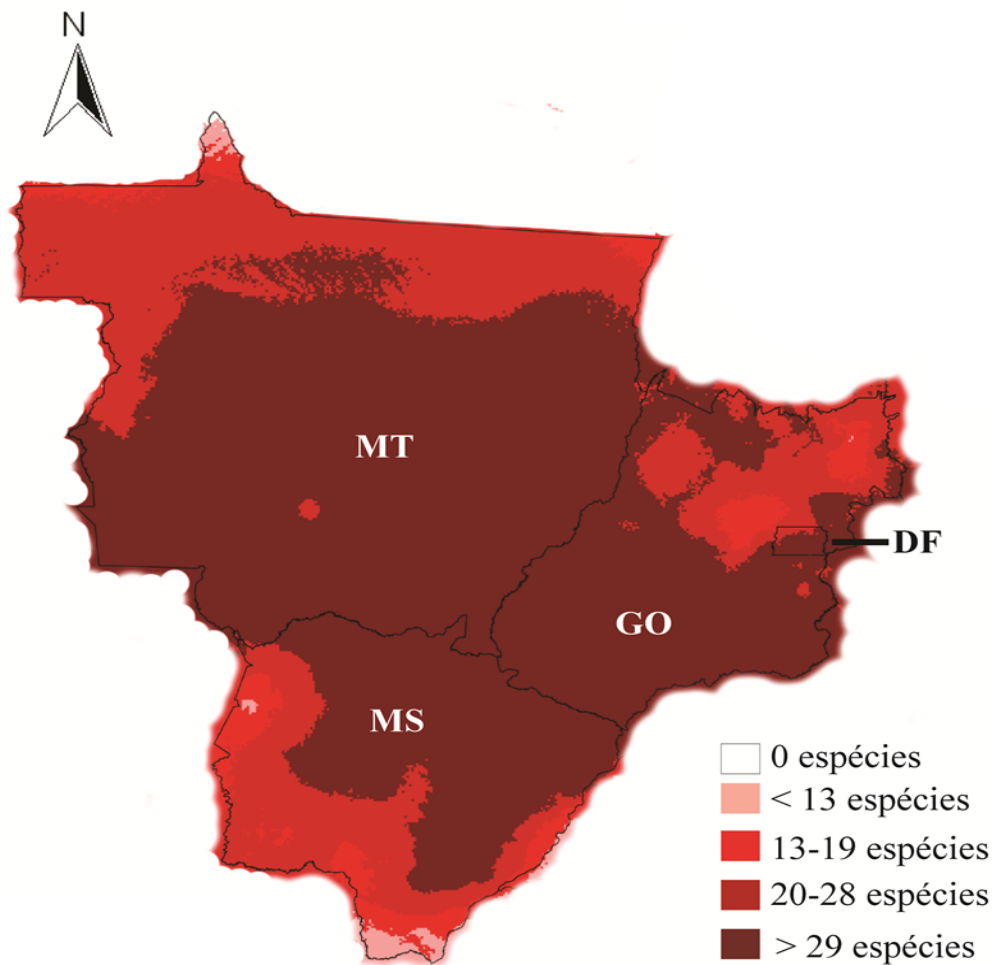 N
MT
DF
GO
MS
0 espécies
< 13 espécies
13-19 espécies
20-28 espécies
> 29 espécies